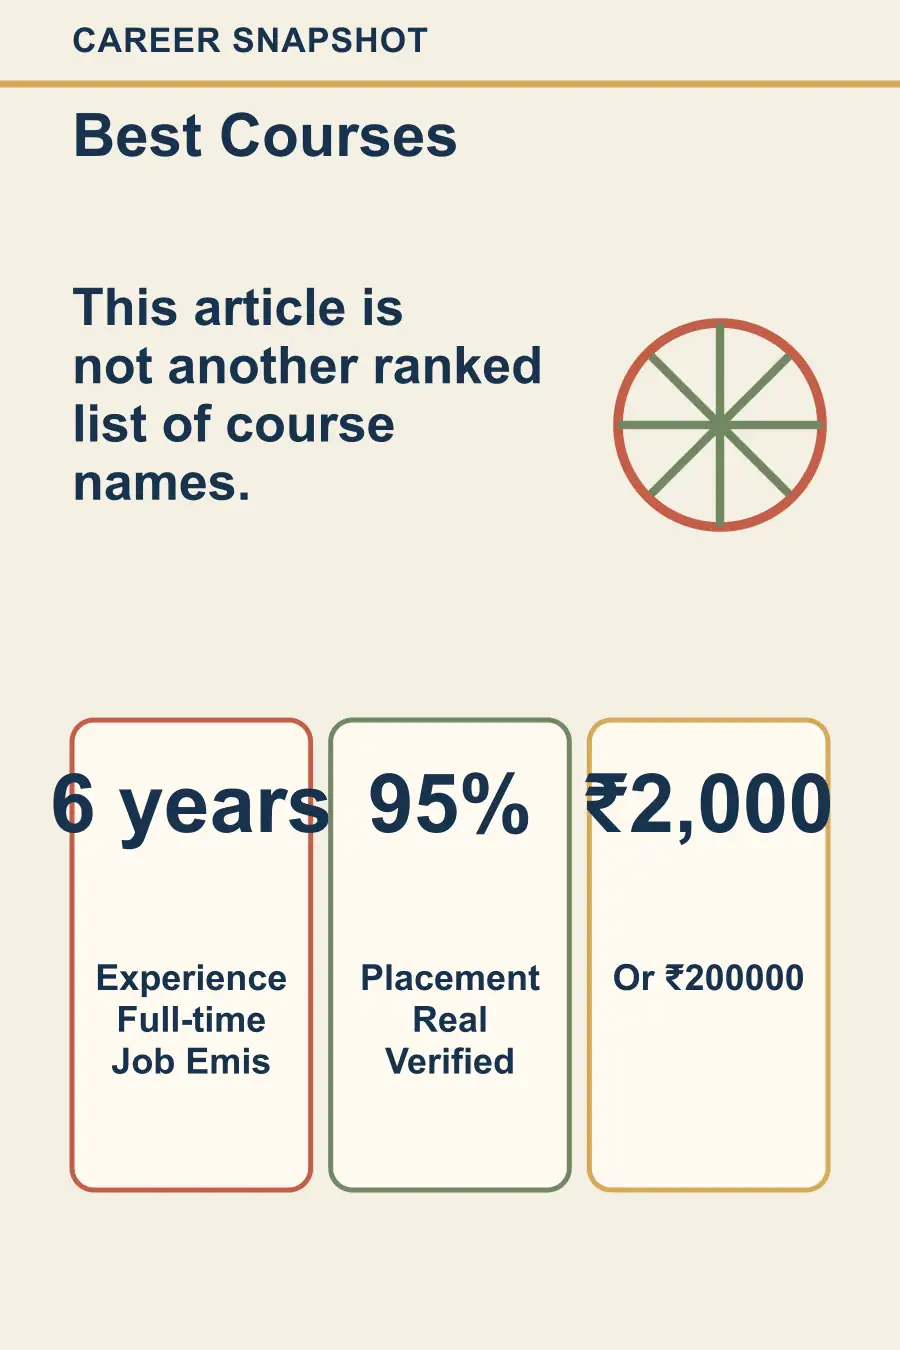 CAREER SNAPSHOT
Best Courses
This article is
not another ranked
list of course
names.
6 years
Experience
Full-time
Job Emis
95%
Placement
Real
Verified
₹2,000
Or ₹200000